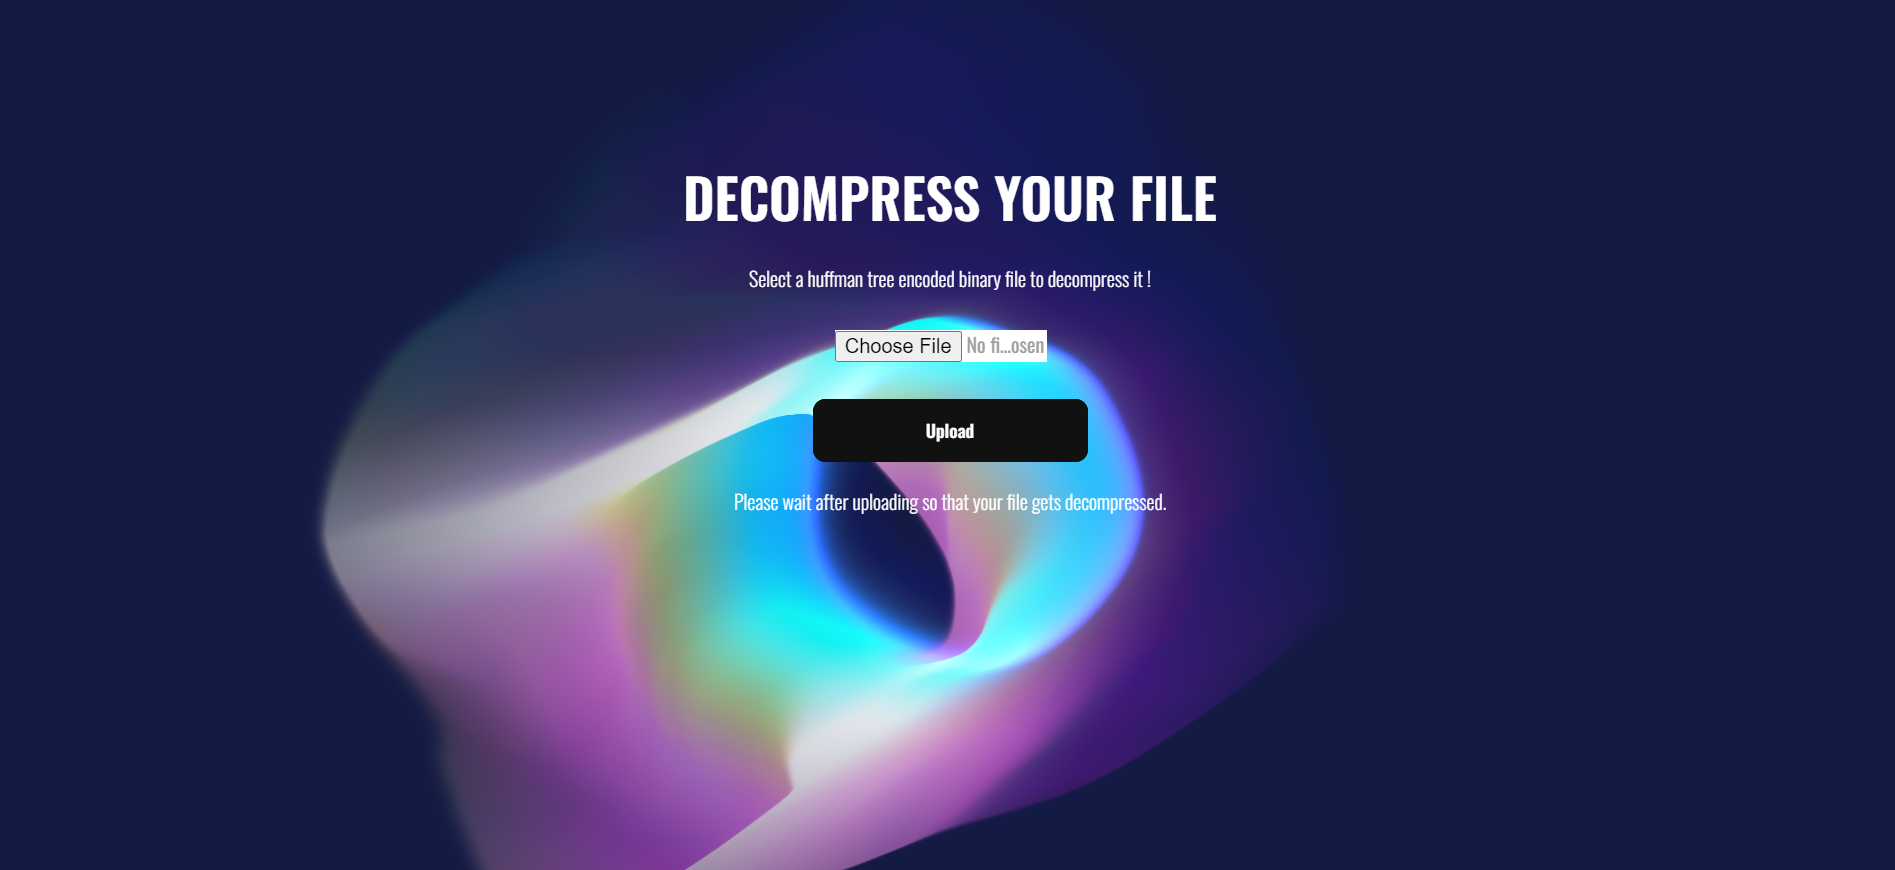 DECOMPRESS YOUR FILE
Select a huffman tree encoded binary file to decompress it !
Choose File No fi...osen
Upload
Please wait after uploading so that your file gets decompressed.